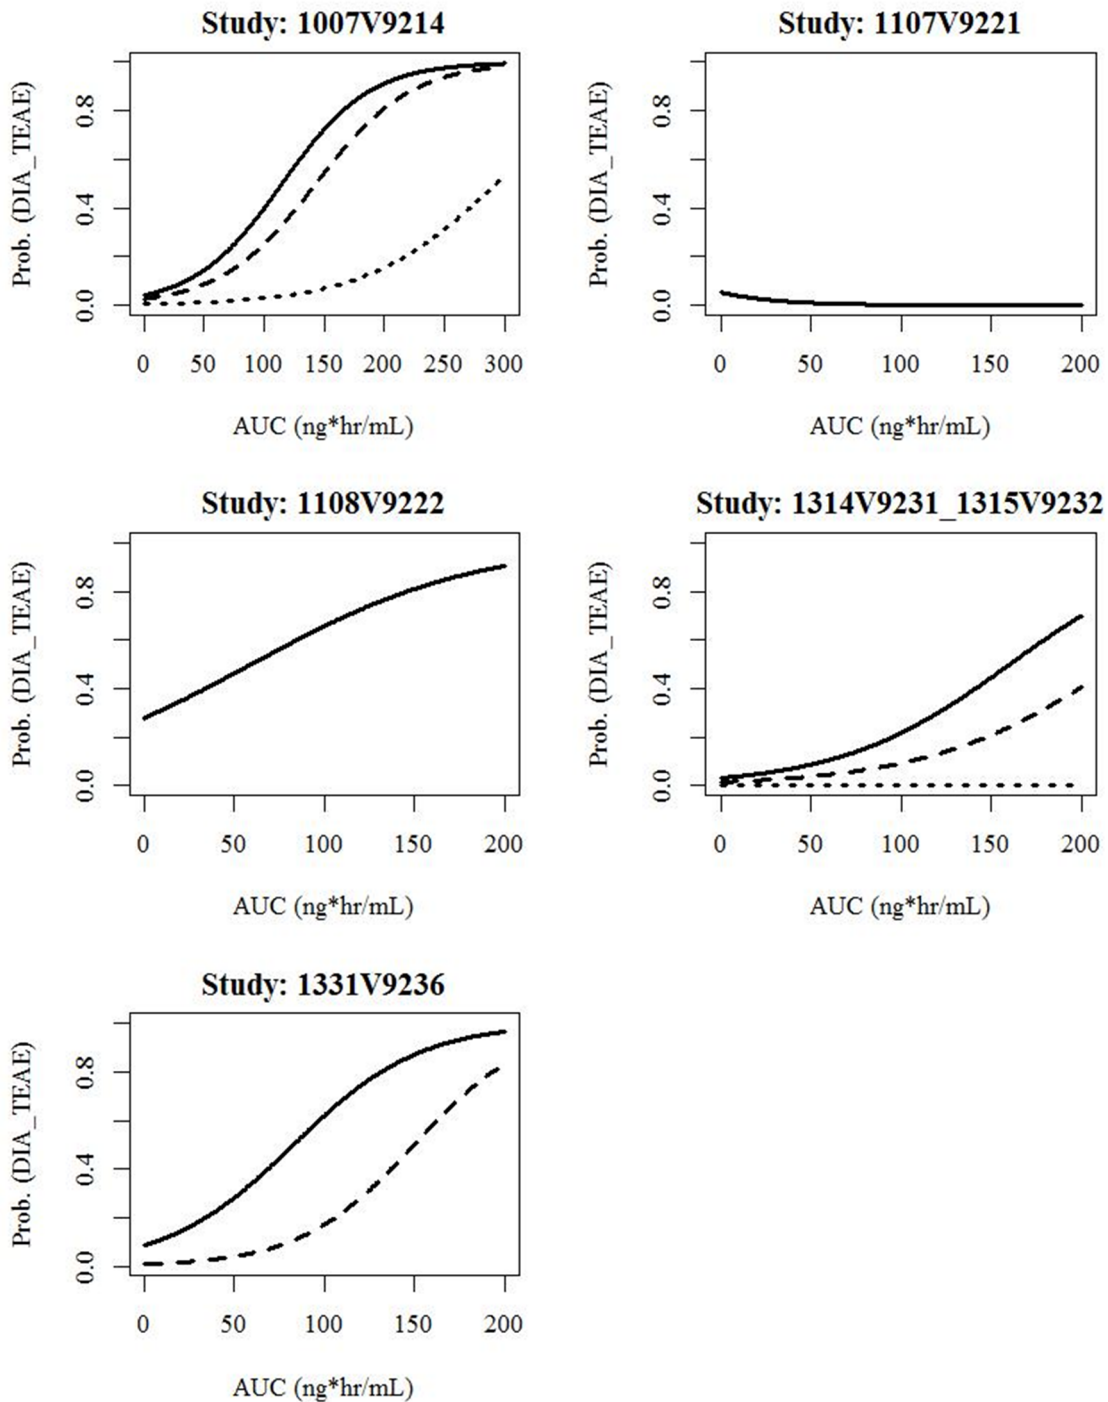 Study: 1007V9214
Prob. (DIA_TEAE)
0.8
0.4
0.0
0 50 100 150 200 250 300
AUC (ng*hr/mL)
Study: 1107V9221
Prob. (DIA_TEAE)
0.8
0.4
0.0
0 50 100 150 200
AUC (ng*hr/mL)
Study: 1108V9222
Prob. (DIA_TEAE)
0.8
0.4
0.0
0 50 100 150 200
AUC (ng*hr/mL)
Study: 1314V9231_1315V9232
Prob. (DIA_TEAE)
0.8
0.4
0.0
0 50 100 150 200
AUC (ng*hr/mL)
Study: 1331V9236
Prob. (DIA_TEAE)
0.8
0.4
0.0
0 50 100 150 200
AUC (ng*hr/mL)